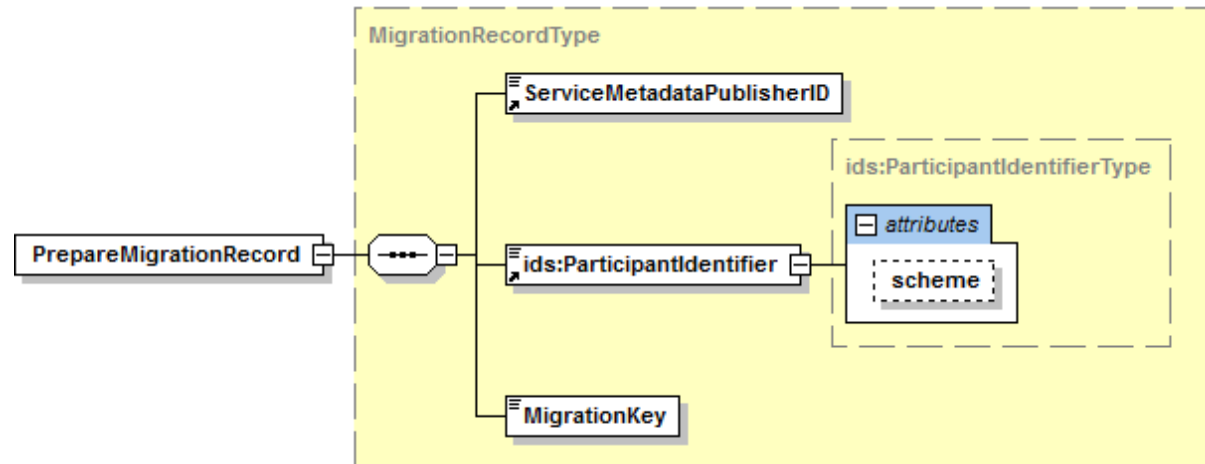 MigrationRecordType
ServiceMetadataPublisherID
ids:ParticipantIdentifierType
attributes
PrepareMigrationRecord
ids:ParticipantIdentifier
scheme
MigrationKey